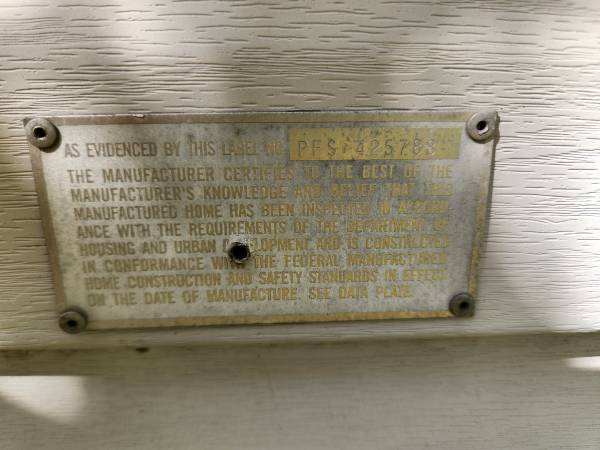 AS EVIDENCED BY THIS LABEL NO.
THE MANUFACTURER CERTIFIES TO THE BEST OF THE
MANUFACTURER'S KNOWLEDGE AND BELIEF THAT THIS
MANUFACTURED HOME HAS BEEN INSPECTED IN ACCORD-
ANCE WITH THE REQUIREMENTS OF THE DEPARTMENT OF
HOUSING AND URBAN DEVELOPMENT AND IS CONSTRUCTED
IN CONFORMANCE WITH THE FEDERAL MANUFACTURED
HOME CONSTRUCTION AND SAFETY STANDARDS IN EFFECT
ON THE DATE OF MANUFACTURE. SEE DATA PLATE.